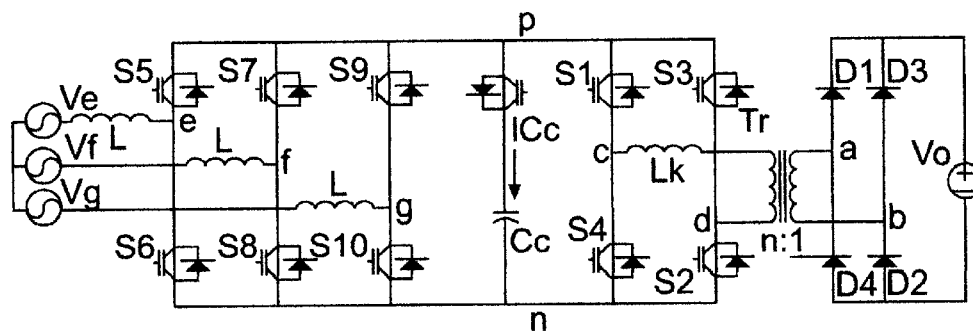 p
S5
S7
S9
S1
S3
D1
D3
Ve
L
e
L
ICc
Tr
Vf
f
c
Lk
a
Vo
Vg
L
g
d
b
Cc
S4
n:1
S6
S8
S10
S2
D4
D2
n